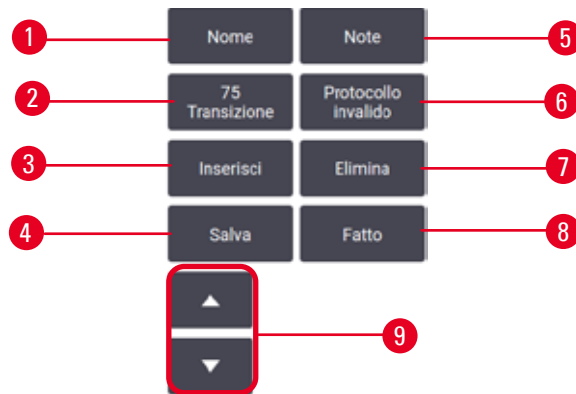 1 Nome Note 5
2 75 Transizione Protocollo invalido 6
3 Inserisci Elimina 7
4 Salva Fatto 8
9